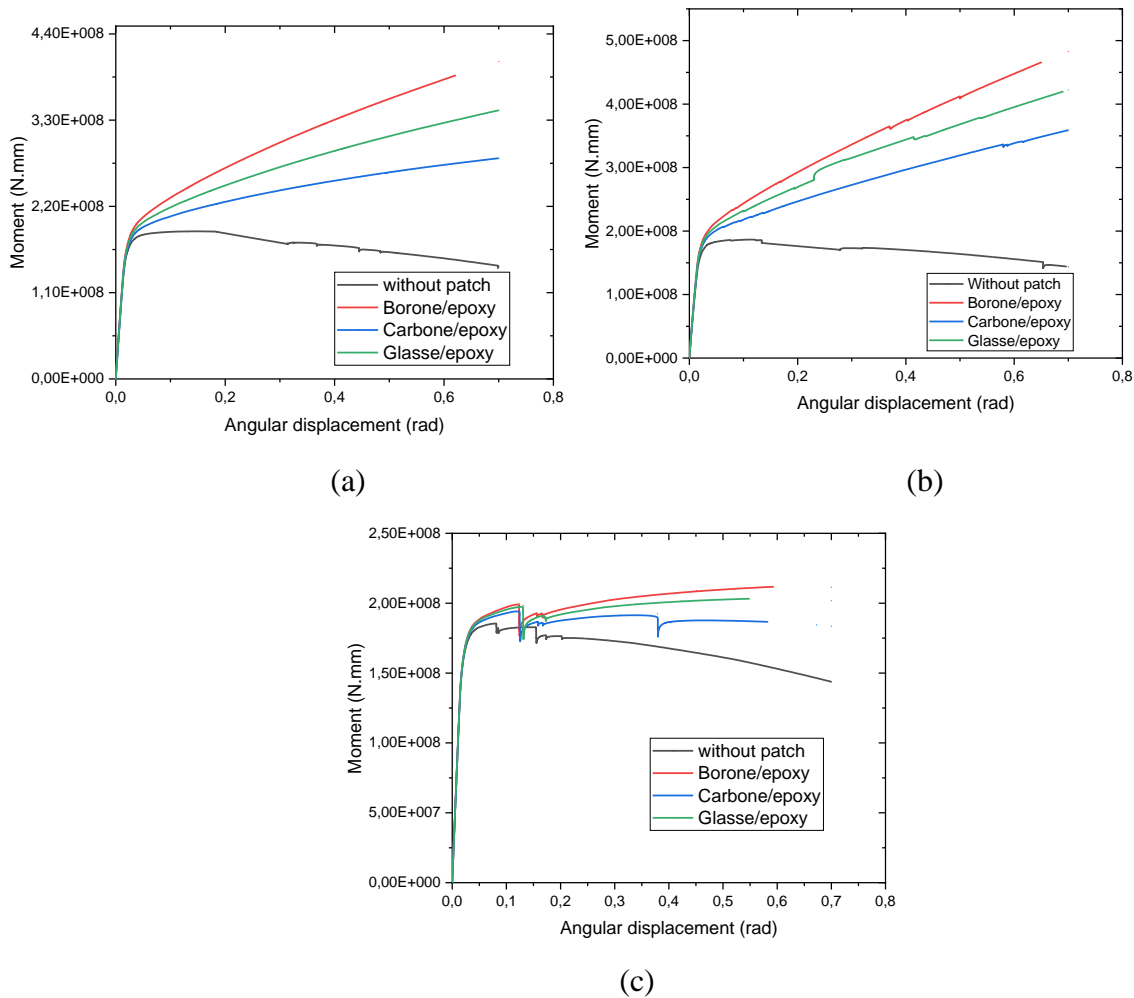 4,40E+008
3,30E+008
2,20E+008
1,10E+008
0,00E+000
Moment (N.mm)
0,0 0,2 0,4 0,6 0,8
Angular displacement (rad)
without patch
Borone/epoxy
Carbone/epoxy
Glasse/epoxy
(a)
5,00E+008
4,00E+008
3,00E+008
2,00E+008
1,00E+008
0,00E+000
Moment (N.mm)
0,0 0,2 0,4 0,6 0,8
Angular displacement (rad)
Without patch
Borone/epoxy
Carbone/epoxy
Glasse/epoxy
(b)
2,50E+008
2,00E+008
1,50E+008
1,00E+008
5,00E+007
0,00E+000
Moment (N.mm)
0,0 0,1 0,2 0,3 0,4 0,5 0,6 0,7 0,8
Angular displacement (rad)
without patch
Borone/epoxy
Carbone/epoxy
Glasse/epoxy
(c)